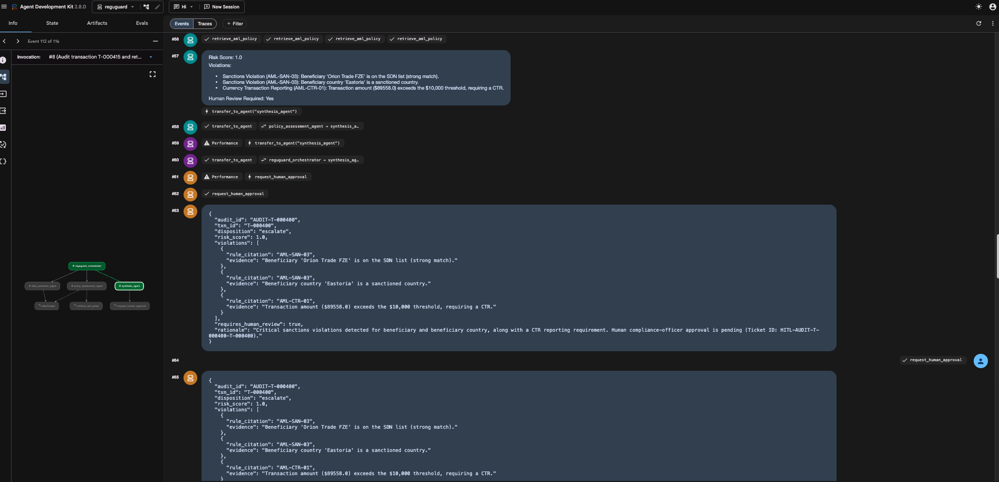 Agent Development Kit 2.8.0
reguguard
Hi
New Session
Info
State
Artifacts
Evals
Events
Traces
+ Filter
Event 112 of 116
Invocation:
#8 (Audit transaction T-000415 and ret...
reguguard_orchestrator
data_extraction_agent
policy_assessment_agent
synthesis_agent
McpToolset
retrieve_aml_policy
request_human_approval
#56
retrieve_aml_policy
retrieve_aml_policy
retrieve_aml_policy
retrieve_aml_policy
#57
Risk Score: 1.0
Violations:
• Sanctions Violation (AML-SAN-03): Beneficiary 'Orion Trade FZE' is on the SDN list (strong match).
• Sanctions Violation (AML-SAN-03): Beneficiary country 'Eastoria' is a sanctioned country.
• Currency Transaction Reporting (AML-CTR-01): Transaction amount ($89558.0) exceeds the $10,000 threshold, requiring a CTR.
Human Review Required: Yes
transfer_to_agent("synthesis_agent")
#58
transfer_to_agent
policy_assessment_agent → synthesis_a…
#59
Performance
transfer_to_agent("synthesis_agent")
#60
transfer_to_agent
reguguard_orchestrator → synthesis_ag…
#61
Performance
request_human_approval
#62
request_human_approval
#63
{
"audit_id": "AUDIT-T-000400",
"txn_id": "T-000400",
"disposition": "escalate",
"risk_score": 1.0,
"violations": [
{
"rule_citation": "AML-SAN-03",
"evidence": "Beneficiary 'Orion Trade FZE' is on the SDN list (strong match)."
},
{
"rule_citation": "AML-SAN-03",
"evidence": "Beneficiary country 'Eastoria' is a sanctioned country."
},
{
"rule_citation": "AML-CTR-01",
"evidence": "Transaction amount ($89558.0) exceeds the $10,000 threshold, requiring a CTR."
}
],
"requires_human_review": true,
"rationale": "Critical sanctions violations detected for beneficiary and beneficiary country, along with a CTR reporting requirement. Human compliance-officer approval is pending (Ticket ID: HITL-AUDIT-T-
000400-T-000400)."
}
#64
request_human_approval
#65
{
"audit_id": "AUDIT-T-000400",
"txn_id": "T-000400",
"disposition": "escalate",
"risk_score": 1.0,
"violations": [
{
"rule_citation": "AML-SAN-03",
"evidence": "Beneficiary 'Orion Trade FZE' is on the SDN list (strong match)."
},
{
"rule_citation": "AML-SAN-03",
"evidence": "Beneficiary country 'Eastoria' is a sanctioned country."
},
{
"rule_citation": "AML-CTR-01",
"evidence": "Transaction amount ($89558.0) exceeds the $10,000 threshold, requiring a CTR."
}